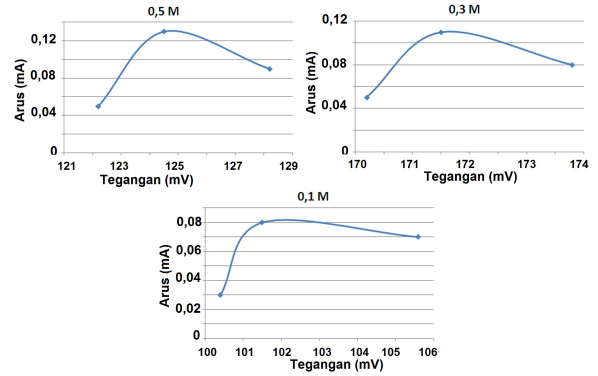 0,5 M
0,12
0,08
0,04
0
Arus (mA)
121 123 125 127 129
Tegangan (mV)
0,3 M
0,12
0,08
0,04
0
Arus (mA)
170 171 172 173 174
Tegangan (mV)
0,1 M
0,08
0,06
0,04
0,02
0
Arus (mA)
100 101 102 103 104 105 106
Tegangan (mV)